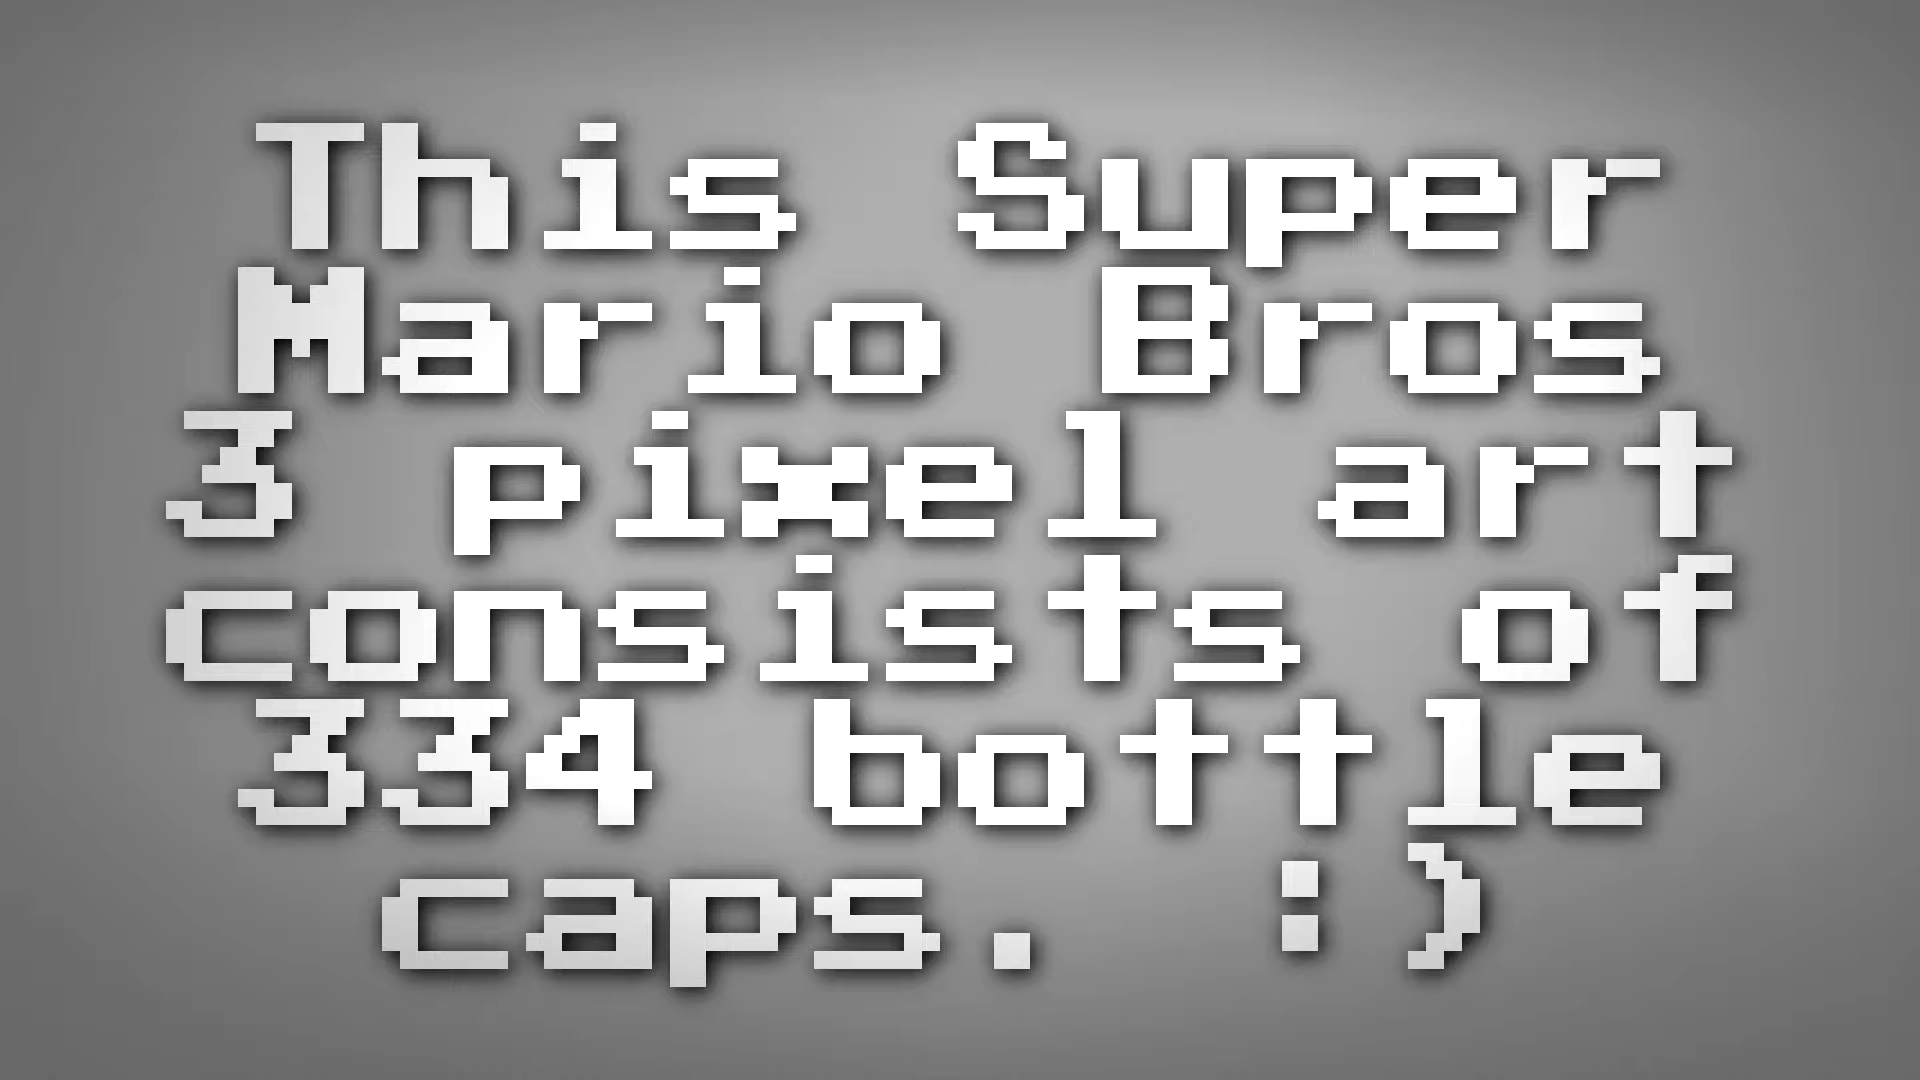 This Super
Mario Bros
3 pixel art
consists of
334 bottle
caps. :)